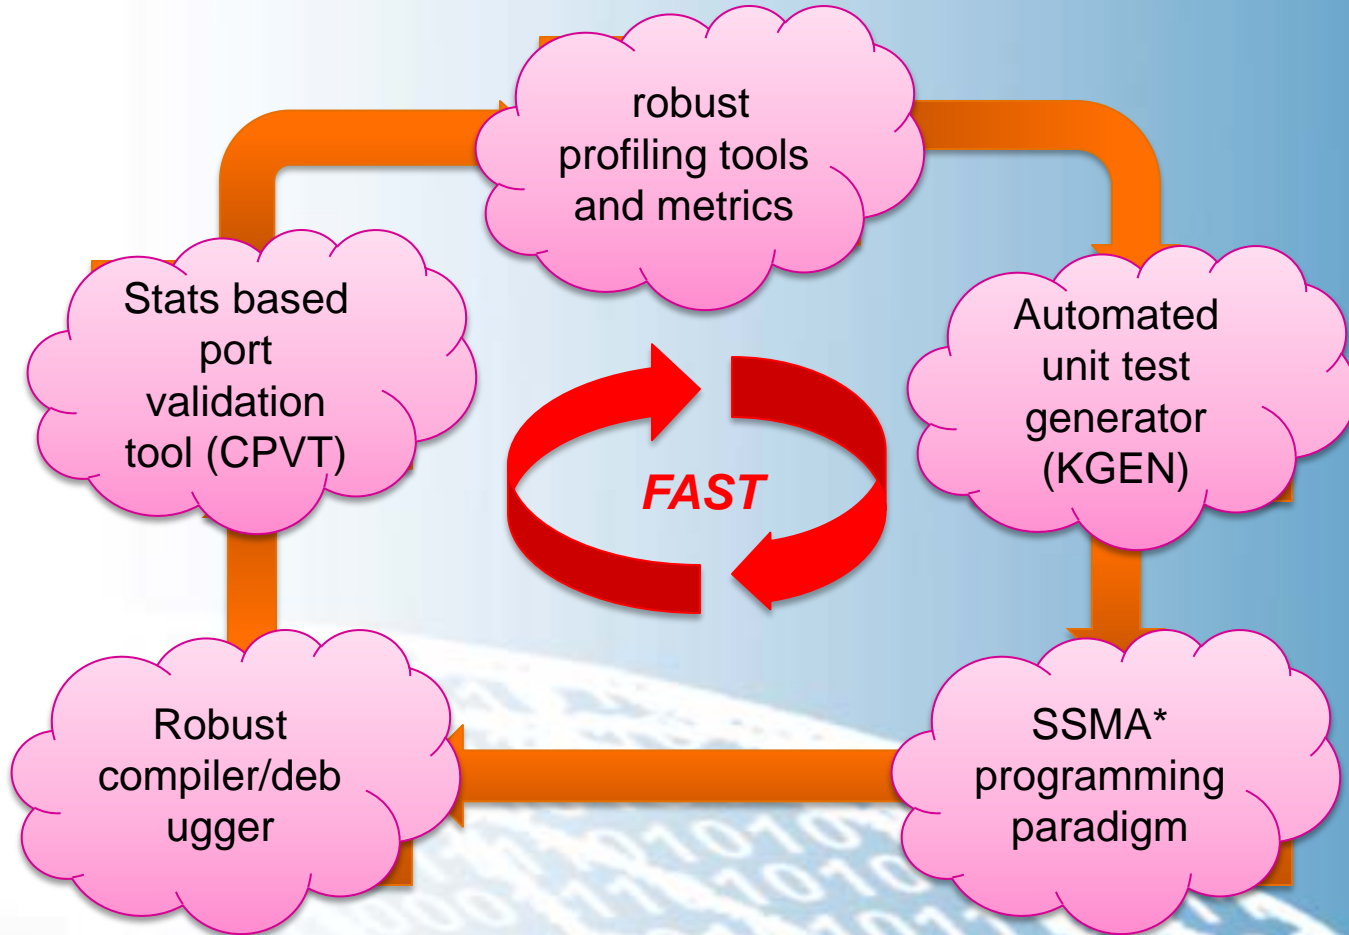 robust
profiling tools
and metrics
Stats based
port
validation
tool (CPVT)
Automated
unit test
generator
(KGEN)
FAST
Robust
compiler/deb
ugger
SSMA*
programming
paradigm